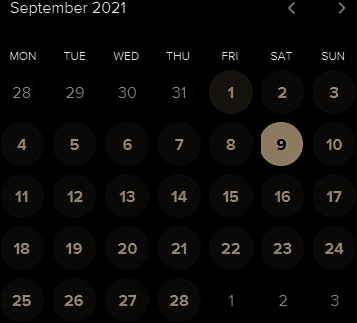 September 2021
MON TUE WED THU FRI SAT SUN
28 29 30 31 1 2 3
4 5 6 7 8 9 10
11 12 13 14 15 16 17
18 19 20 21 22 23 24
25 26 27 28 1 2 3